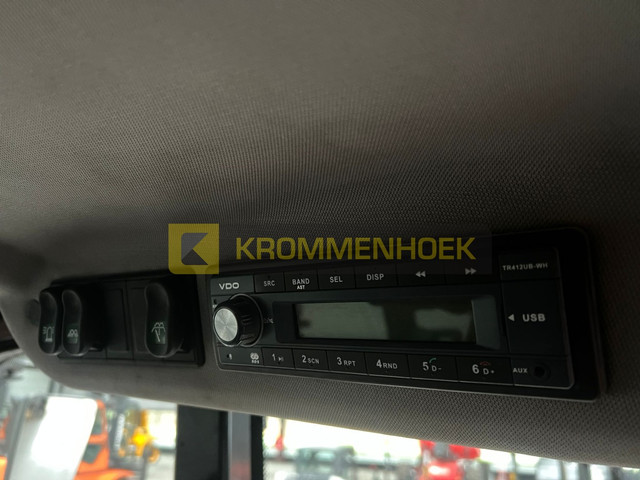 KROMMENHOEK
VDO SRC BAND AST SEL DISP ◄◄ ►► TR412UB-WH
◄ USB
1 2 SCN 3 RPT 4 RND 5 D- 6 D+ AUX